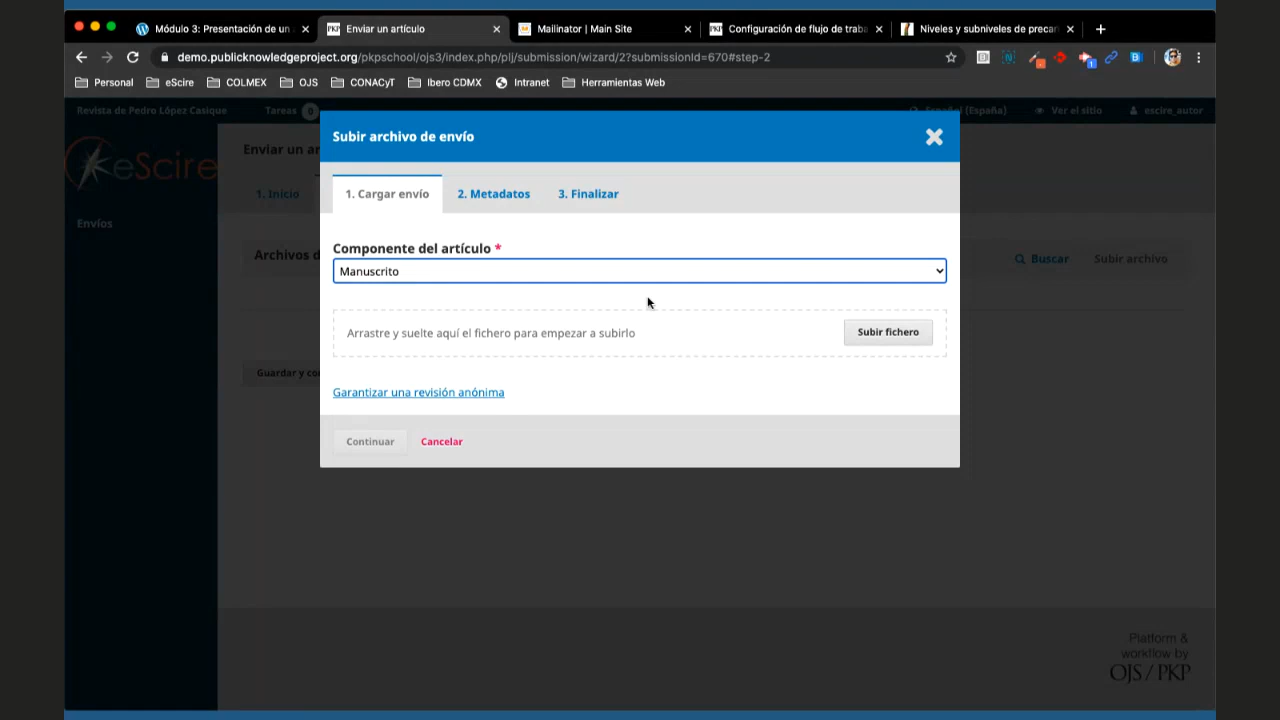 Módulo 3: Presentación de un
Enviar un artículo
Mailinator | Main Site
Configuración de flujo de traba
Niveles y subniveles de precar
demo.publicknowledgeproject.org/pkpschool/ojs3/index.php/plj/submission/wizard/2?submissionId=670#step-2
Personal
eScire
COLMEX
OJS
CONACyT
Ibero CDMX
Intranet
Herramientas Web
Revista de Pedro López Casique
Tareas 0
Español (España)
Ver el sitio
escire_autor
eScire
Envíos
Enviar un ar
1. Inicio
Archivos d
Buscar
Subir archivo
Guardar y co
Subir archivo de envío
1. Cargar envío
2. Metadatos
3. Finalizar
Componente del artículo *
Manuscrito
Arrastre y suelte aquí el fichero para empezar a subirlo
Subir fichero
Garantizar una revisión anónima
Continuar
Cancelar
Platform &
workflow by
OJS / PKP